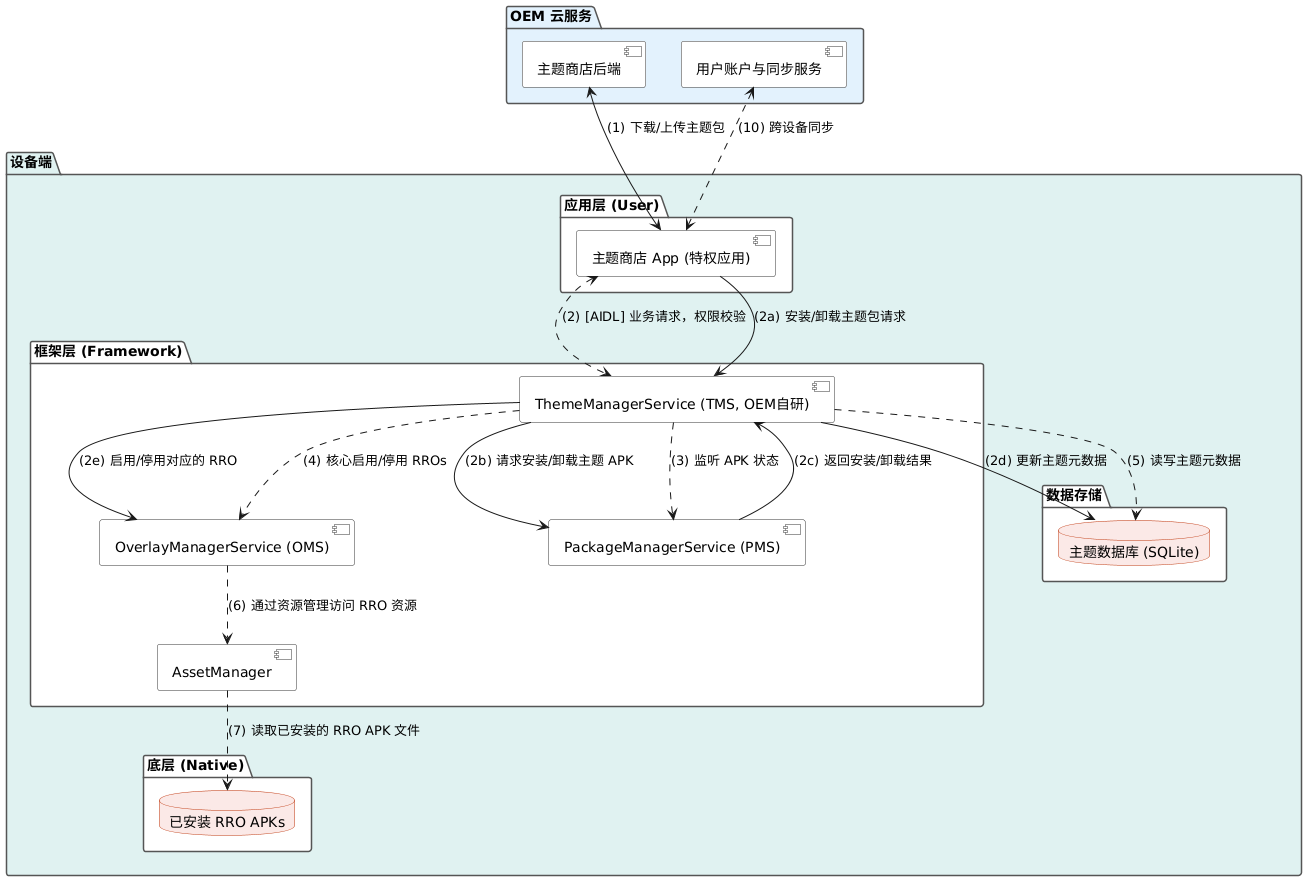 OEM 云服务
主题商店后端
用户账户与同步服务
(1) 下载/上传主题包
(10) 跨设备同步
设备端
应用层 (User)
主题商店 App (特权应用)
(2) [AIDL] 业务请求，权限校验
(2a) 安装/卸载主题包请求
框架层 (Framework)
ThemeManagerService (TMS, OEM自研)
(2e) 启用/停用对应的 RRO
(4) 核心启用/停用 RROs
(2b) 请求安装/卸载主题 APK
(3) 监听 APK 状态
(2c) 返回安装/卸载结果
(2d) 更新主题元数据
(5) 读写主题元数据
数据存储
OverlayManagerService (OMS)
PackageManagerService (PMS)
主题数据库 (SQLite)
(6) 通过资源管理访问 RRO 资源
AssetManager
(7) 读取已安装的 RRO APK 文件
底层 (Native)
已安装 RRO APKs